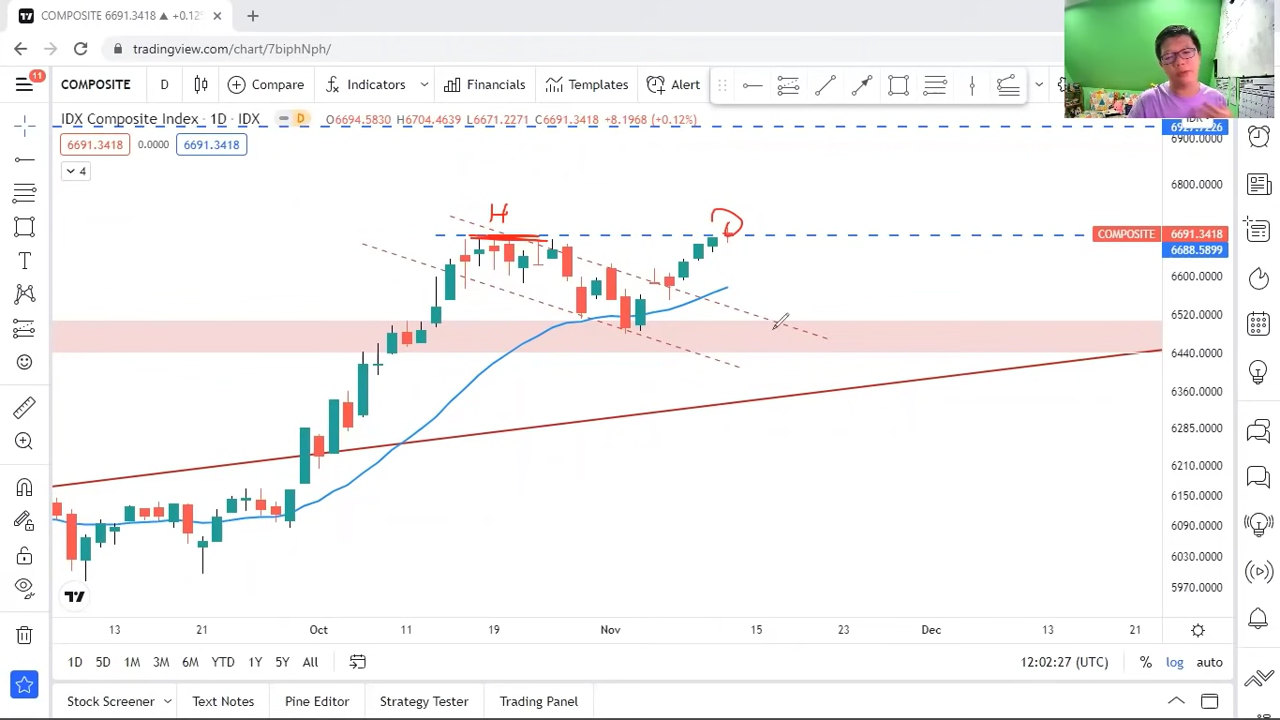 COMPOSITE 6691.3418 ▲ +0.12%
tradingview.com/chart/7biphNph/
11
COMPOSITE D Compare Indicators Financials Templates Alert
IDX Composite Index · 1D · IDX D O6694.5830 H6704.4639 L6671.2271 C6691.3418 +8.1968 (+0.12%)
6691.3418 0.0000 6691.3418
4
6900.0000
6800.0000
H
COMPOSITE 6691.3418
6688.5899
6600.0000
6520.0000
6440.0000
6360.0000
6285.0000
6210.0000
6150.0000
6090.0000
6030.0000
5970.0000
13 21 Oct 11 19 Nov 15 23 Dec 13 21
1D 5D 1M 3M 6M YTD 1Y 5Y All 12:02:27 (UTC) % log auto
Stock Screener Text Notes Pine Editor Strategy Tester Trading Panel